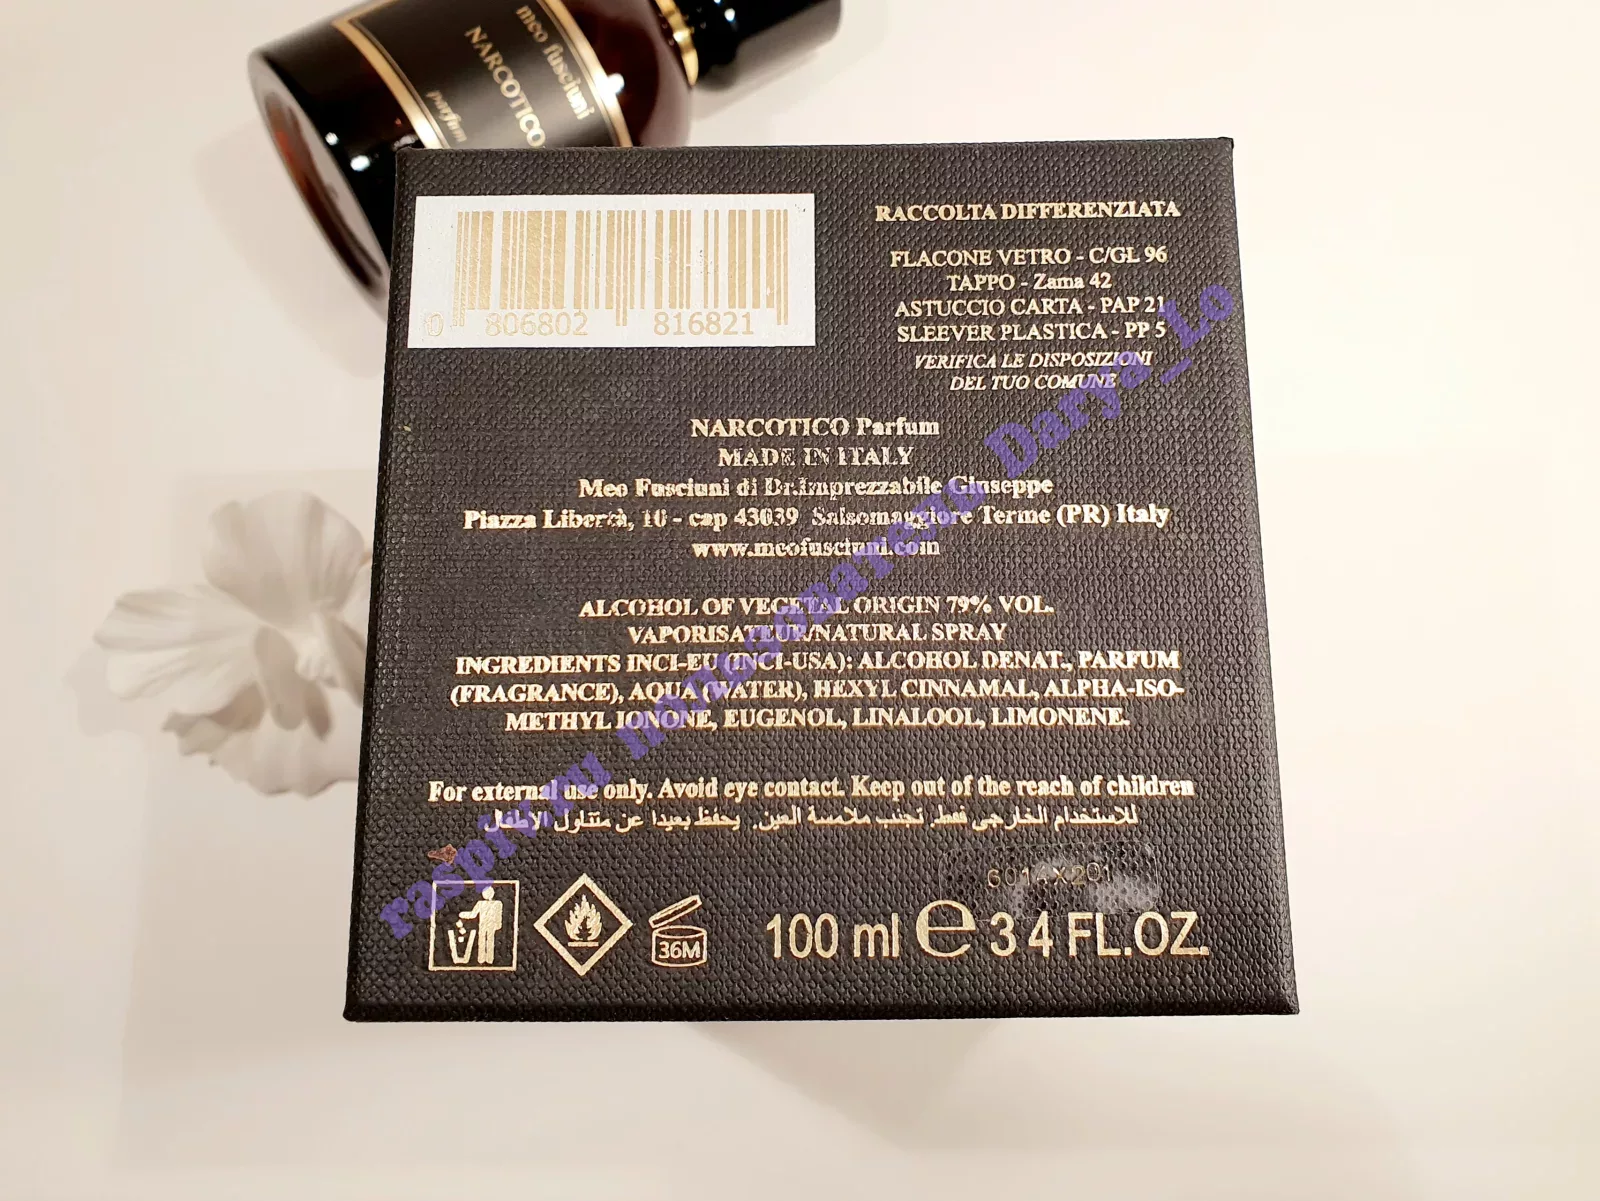 meo fusciuni
NARCOTICO
parfum
0 806802 816821
RACCOLTA DIFFERENZIATA
FLACONE VETRO - C/GL 96
TAPPO - Zama 42
ASTUCCIO CARTA - PAP 21
SLEEVER PLASTICA - PP 5
VERIFICA LE DISPOSIZIONI
DEL TUO COMUNE
NARCOTICO Parfum
MADE IN ITALY
Meo Fusciuni di Dr.Imprezzabile Giuseppe
Piazza Libertà, 10 - cap 43039 Salsomaggiore Terme (PR) Italy
www.meofusciuni.com
ALCOHOL OF VEGETAL ORIGIN 79% VOL.
VAPORISATEUR/NATURAL SPRAY
INGREDIENTS INCI-EU (INCI-USA): ALCOHOL DENAT., PARFUM
(FRAGRANCE), AQUA (WATER), HEXYL CINNAMAL, ALPHA-ISO-
METHYL IONONE, EUGENOL, LINALOOL, LIMONENE.
For external use only. Avoid eye contact. Keep out of the reach of children
للاستخدام الخارجي فقط. تجنب ملامسة العين. يحفظ بعيدا عن متناول الأطفال
6014X201
36M
100 ml e 3 4 FL.OZ.
raspiv.ru пользователь Darya_Lo